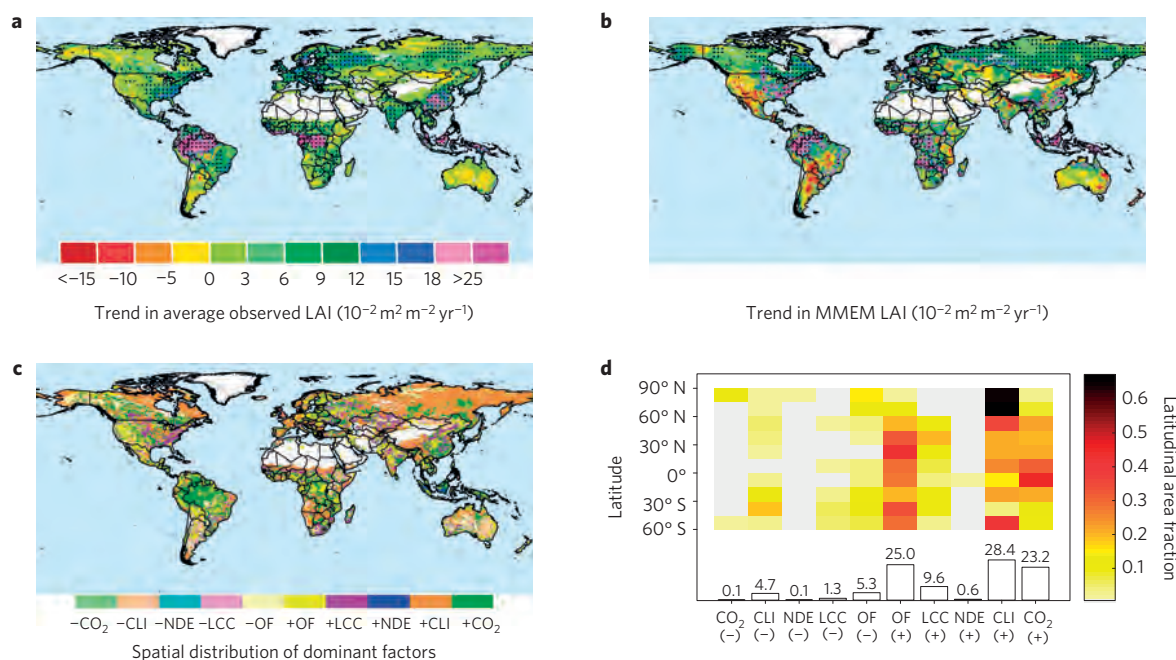 a
b
<−15 −10 −5 0 3 6 9 12 15 18 >25
Trend in average observed LAI (10⁻² m² m⁻² yr⁻¹)
Trend in MMEM LAI (10⁻² m² m⁻² yr⁻¹)
c
−CO₂ −CLI −NDE −LCC −OF +OF +LCC +NDE +CLI +CO₂
Spatial distribution of dominant factors
d
90° N
60° N
30° N
0°
30° S
60° S
Latitude
0.1 4.7 0.1 1.3 5.3 25.0 9.6 0.6 28.4 23.2
CO₂ CLI NDE LCC OF OF LCC NDE CLI CO₂
(−) (−) (−) (−) (−) (+) (+) (+) (+) (+)
0.6
0.5
0.4
0.3
0.2
0.1
Latitudinal area fraction